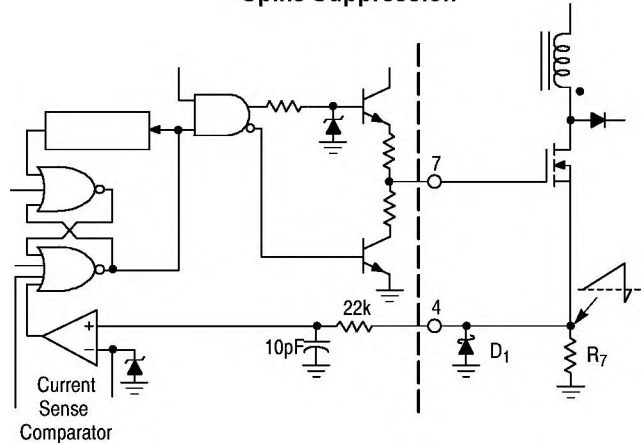 Spike Suppression
7
22k
4
10pF
D1
R7
+
−
Current
Sense
Comparator